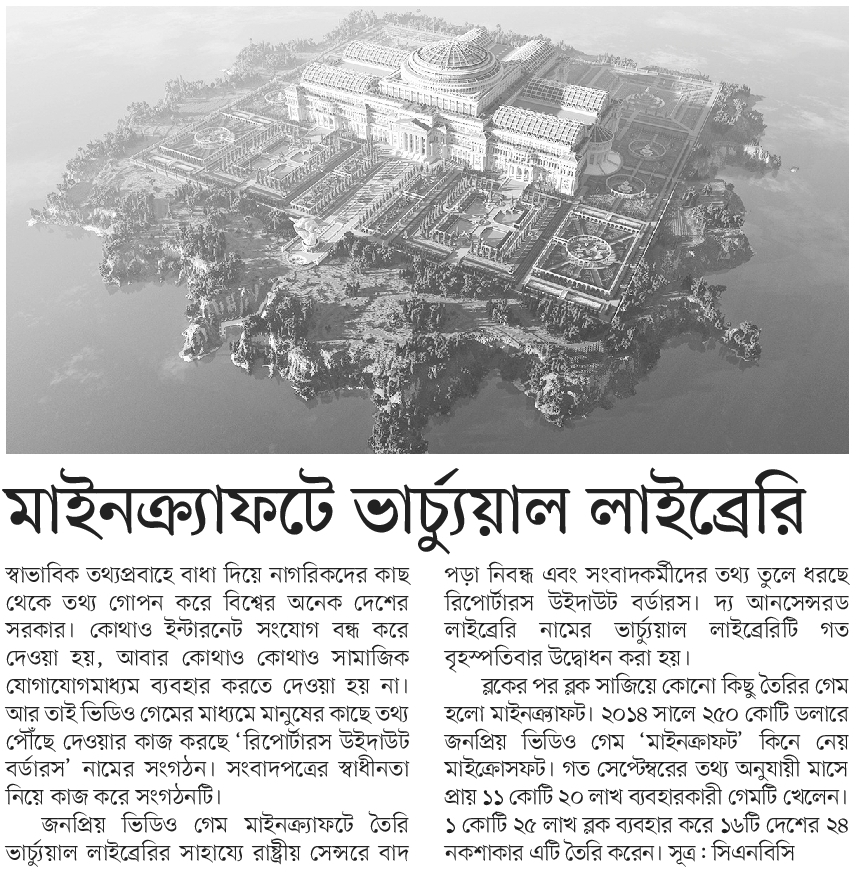 মাইনক্র্যাফটে ভার্চ্যুয়াল লাইব্রেরি
স্বাভাবিক তথ্যপ্রবাহে বাধা দিয়ে নাগরিকদের কাছ
থেকে তথ্য গোপন করে বিশ্বের অনেক দেশের
সরকার। কোথাও ইন্টারনেট সংযোগ বন্ধ করে
দেওয়া হয়, আবার কোথাও কোথাও সামাজিক
যোগাযোগমাধ্যম ব্যবহার করতে দেওয়া হয় না।
আর তাই ভিডিও গেমের মাধ্যমে মানুষের কাছে তথ্য
পৌঁছে দেওয়ার কাজ করছে ‘রিপোর্টারস উইদাউট
বর্ডারস’ নামের সংগঠন। সংবাদপত্রের স্বাধীনতা
নিয়ে কাজ করে সংগঠনটি।
জনপ্রিয় ভিডিও গেম মাইনক্র্যাফটে তৈরি
ভার্চ্যুয়াল লাইব্রেরির সাহায্যে রাষ্ট্রীয় সেন্সরে বাদ
পড়া নিবন্ধ এবং সংবাদকর্মীদের তথ্য তুলে ধরছে
রিপোর্টারস উইদাউট বর্ডারস। দ্য আনসেন্সরড
লাইব্রেরি নামের ভার্চ্যুয়াল লাইব্রেরিটি গত
বৃহস্পতিবার উদ্বোধন করা হয়।
ব্লকের পর ব্লক সাজিয়ে কোনো কিছু তৈরির গেম
হলো মাইনক্র্যাফট। ২০১৪ সালে ২৫০ কোটি ডলারে
জনপ্রিয় ভিডিও গেম ‘মাইনক্রাফট’ কিনে নেয়
মাইক্রোসফট। গত সেপ্টেম্বরের তথ্য অনুযায়ী মাসে
প্রায় ১১ কোটি ২০ লাখ ব্যবহারকারী গেমটি খেলেন।
১ কোটি ২৫ লাখ ব্লক ব্যবহার করে ১৬টি দেশের ২৪
নকশাকার এটি তৈরি করেন। সূত্র : সিএনবিসি